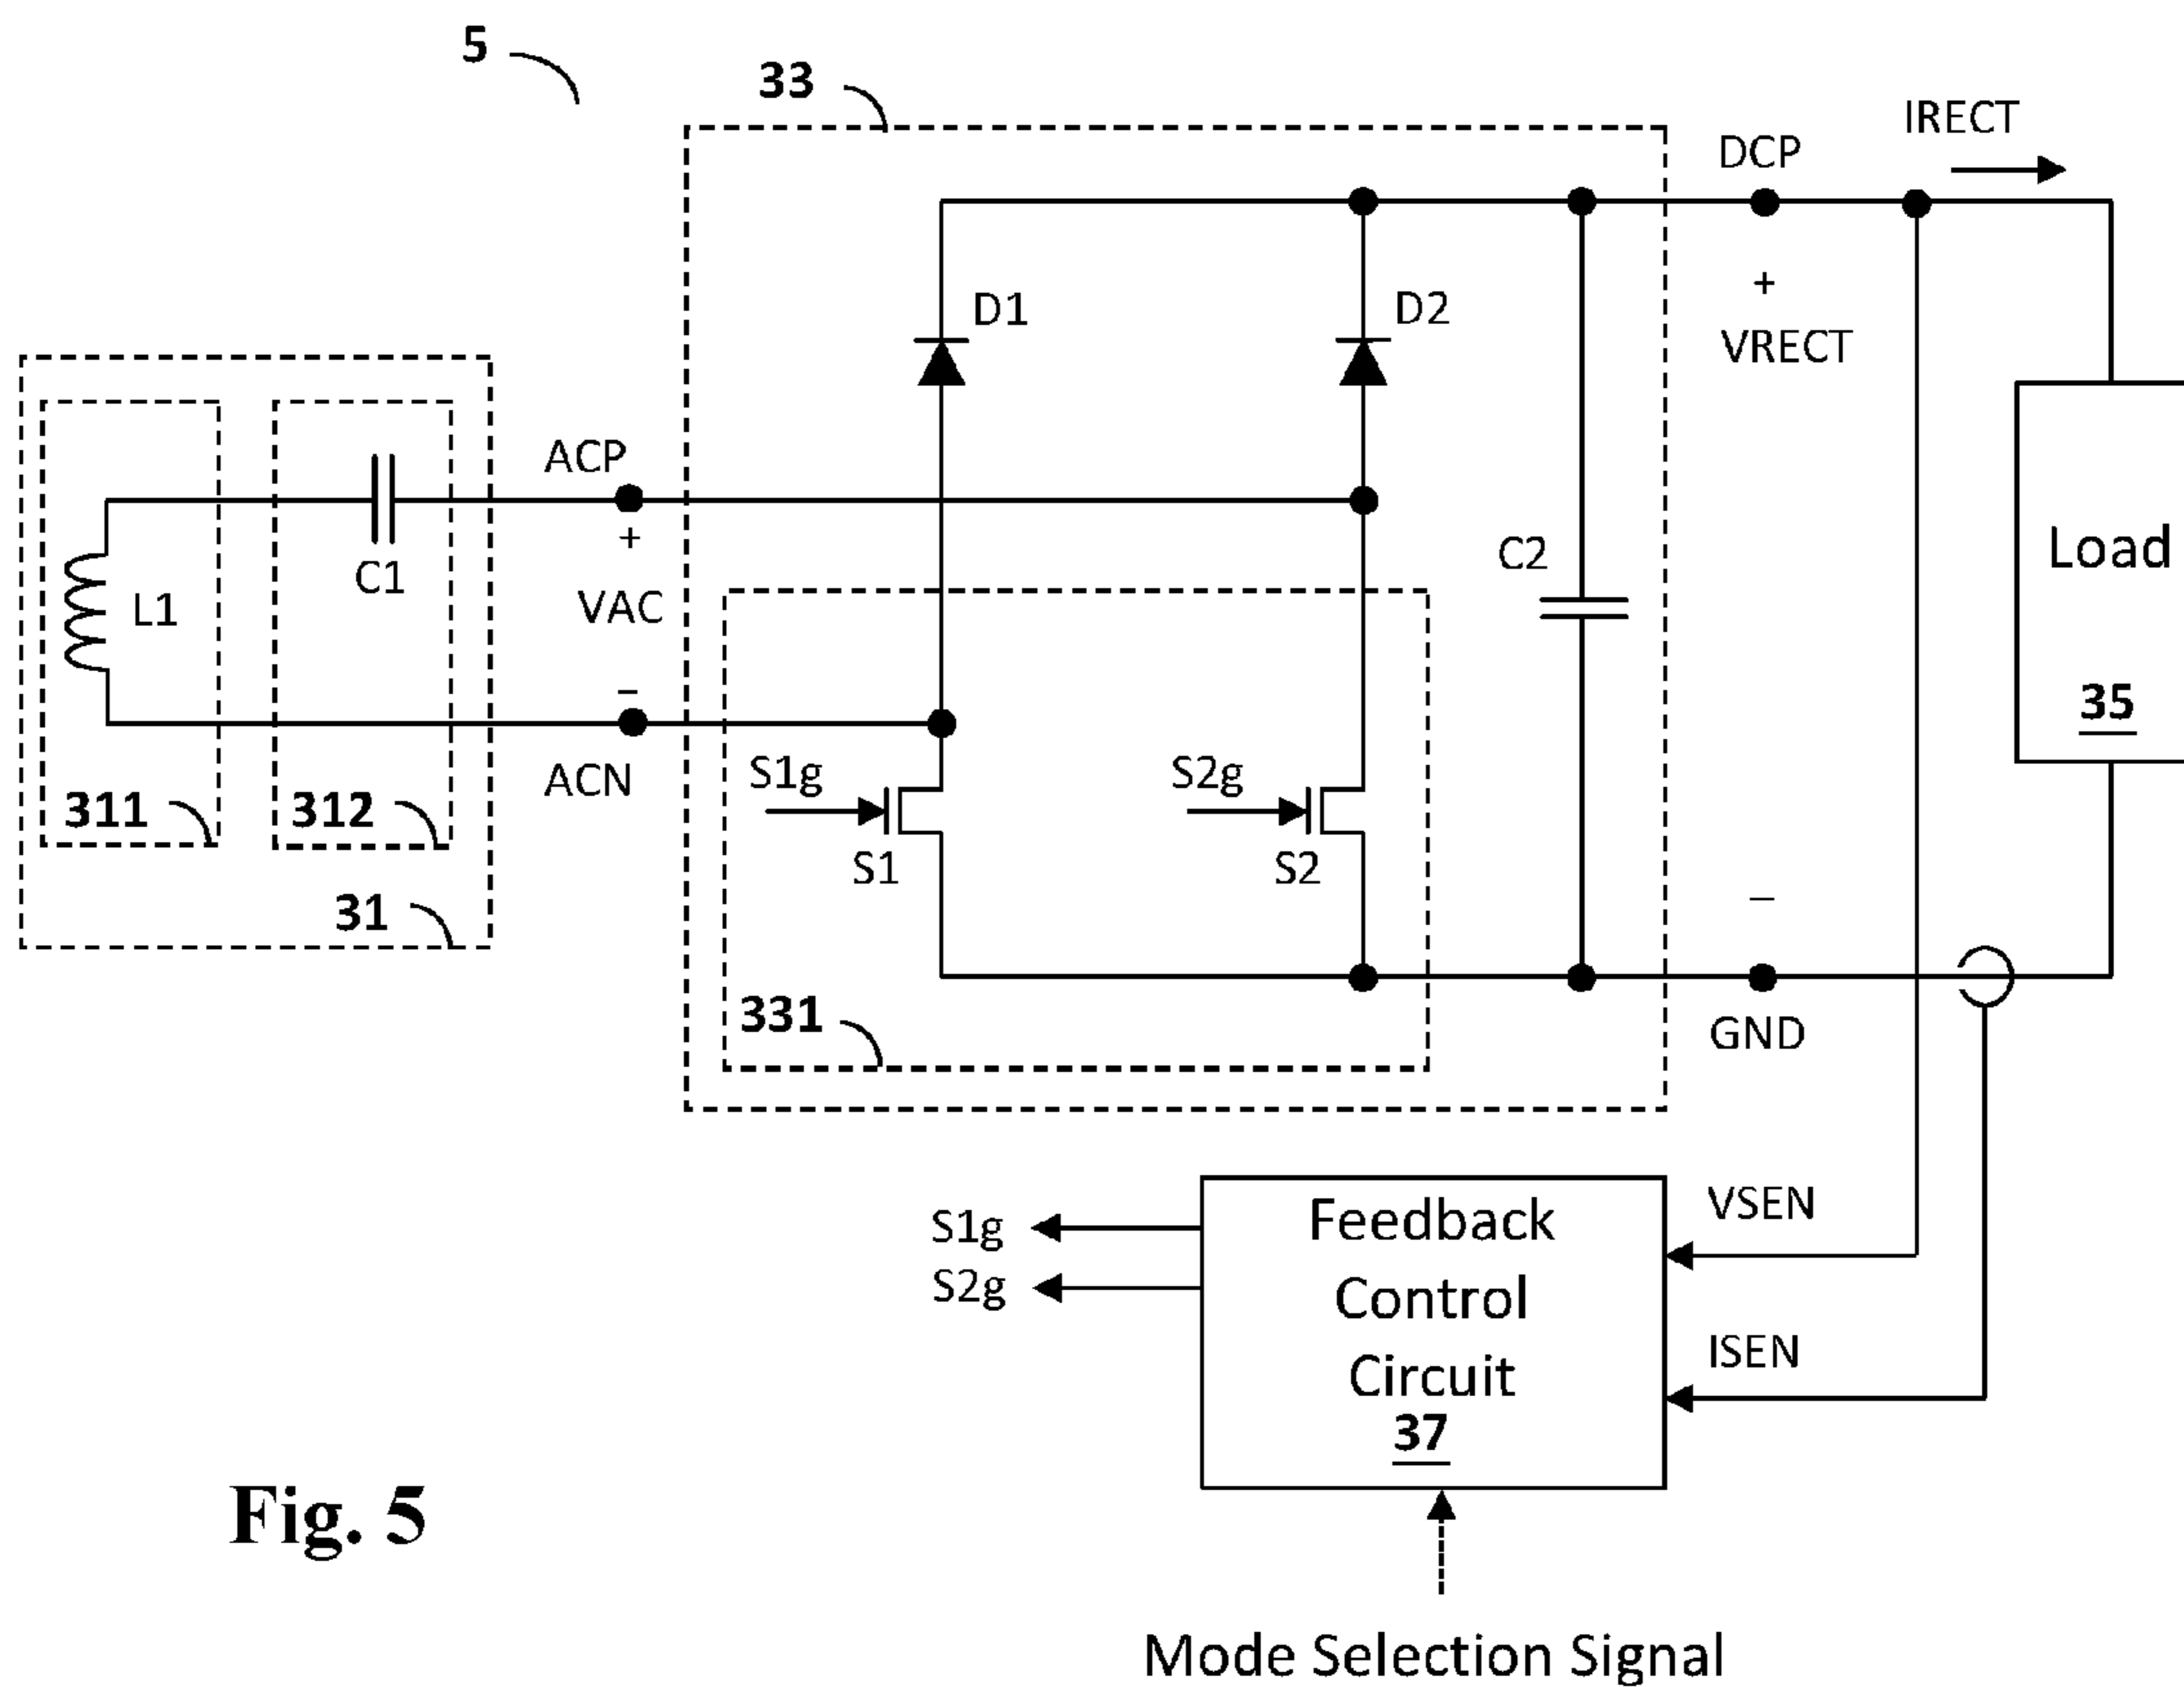 5
33
IRECT
DCP
D1
D2
+
VRECT
ACP
+
C1
L1
VAC
C2
Load
35
–
ACN
S1g
S2g
311
312
S1
S2
31
–
331
GND
VSEN
S1g
S2g
Feedback
Control
Circuit
37
ISEN
Fig. 5
Mode Selection Signal